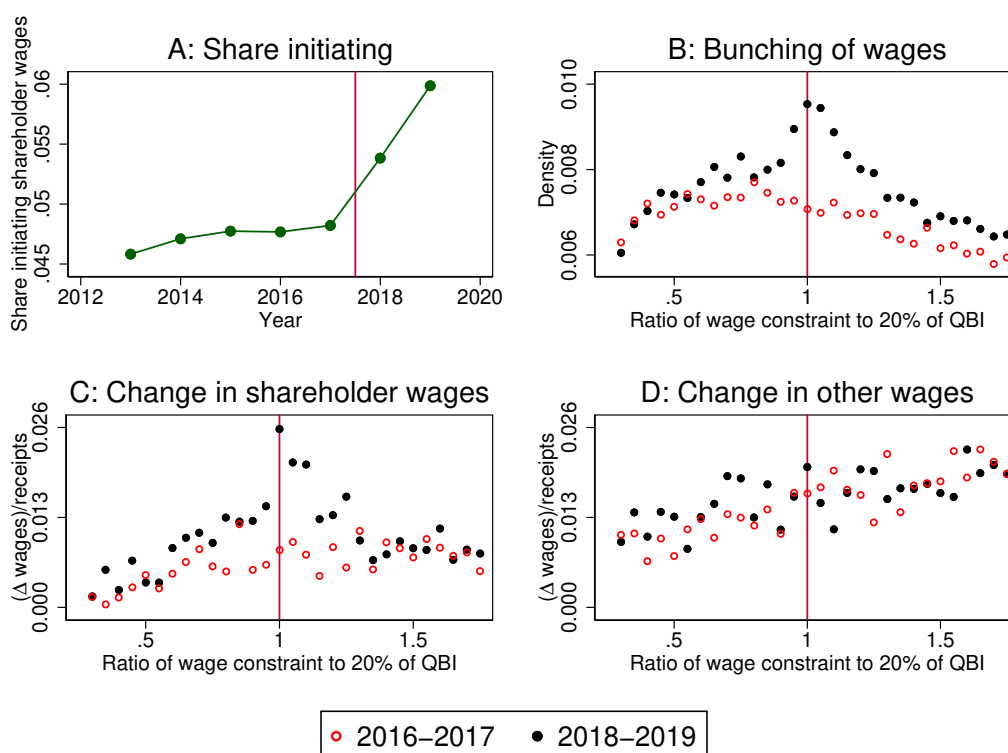 A: Share initiating
Share initiating shareholder wages
.06
.055
.05
.045
2012
2014
2016
2018
2020
Year
B: Bunching of wages
Density
0.010
0.008
0.006
.5
1
1.5
Ratio of wage constraint to 20% of QBI
C: Change in shareholder wages
(Δ wages)/receipts
0.026
0.013
0.000
.5
1
1.5
Ratio of wage constraint to 20% of QBI
D: Change in other wages
(Δ wages)/receipts
0.026
0.013
0.000
.5
1
1.5
Ratio of wage constraint to 20% of QBI
2016−2017
2018−2019